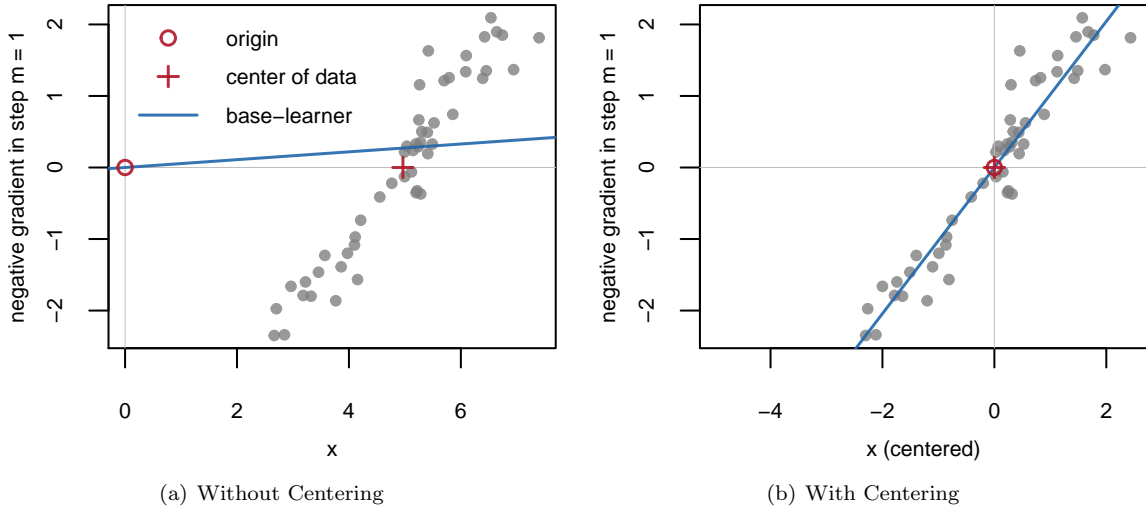 negative gradient in step m = 1
2
1
0
−1
−2
origin
center of data
base−learner
0
2
4
6
x
(a) Without Centering
negative gradient in step m = 1
2
1
0
−1
−2
−4
−2
0
2
x (centered)
(b) With Centering